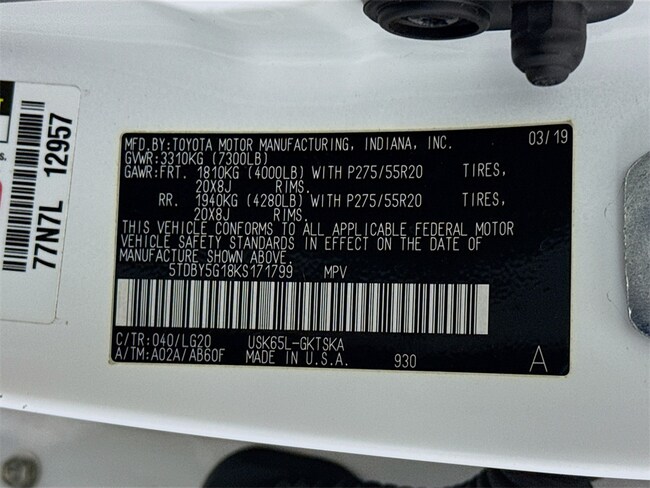 MFD.BY:TOYOTA MOTOR MANUFACTURING, INDIANA, INC. 03/19
GVWR:3310KG (7300LB)
GAWR:FRT. 1810KG (4000LB) WITH P275/55R20 TIRES,
20X8J RIMS.
RR. 1940KG (4280LB) WITH P275/55R20 TIRES,
20X8J RIMS.
THIS VEHICLE CONFORMS TO ALL APPLICABLE FEDERAL MOTOR
VEHICLE SAFETY STANDARDS IN EFFECT ON THE DATE OF
MANUFACTURE SHOWN ABOVE.
5TDBY5G18KS171799 MPV
C/TR:040/LG20 USK65L-GKTSKA
A/TM:A02A/AB60F MADE IN U.S.A. 930 A
77N7L 12957